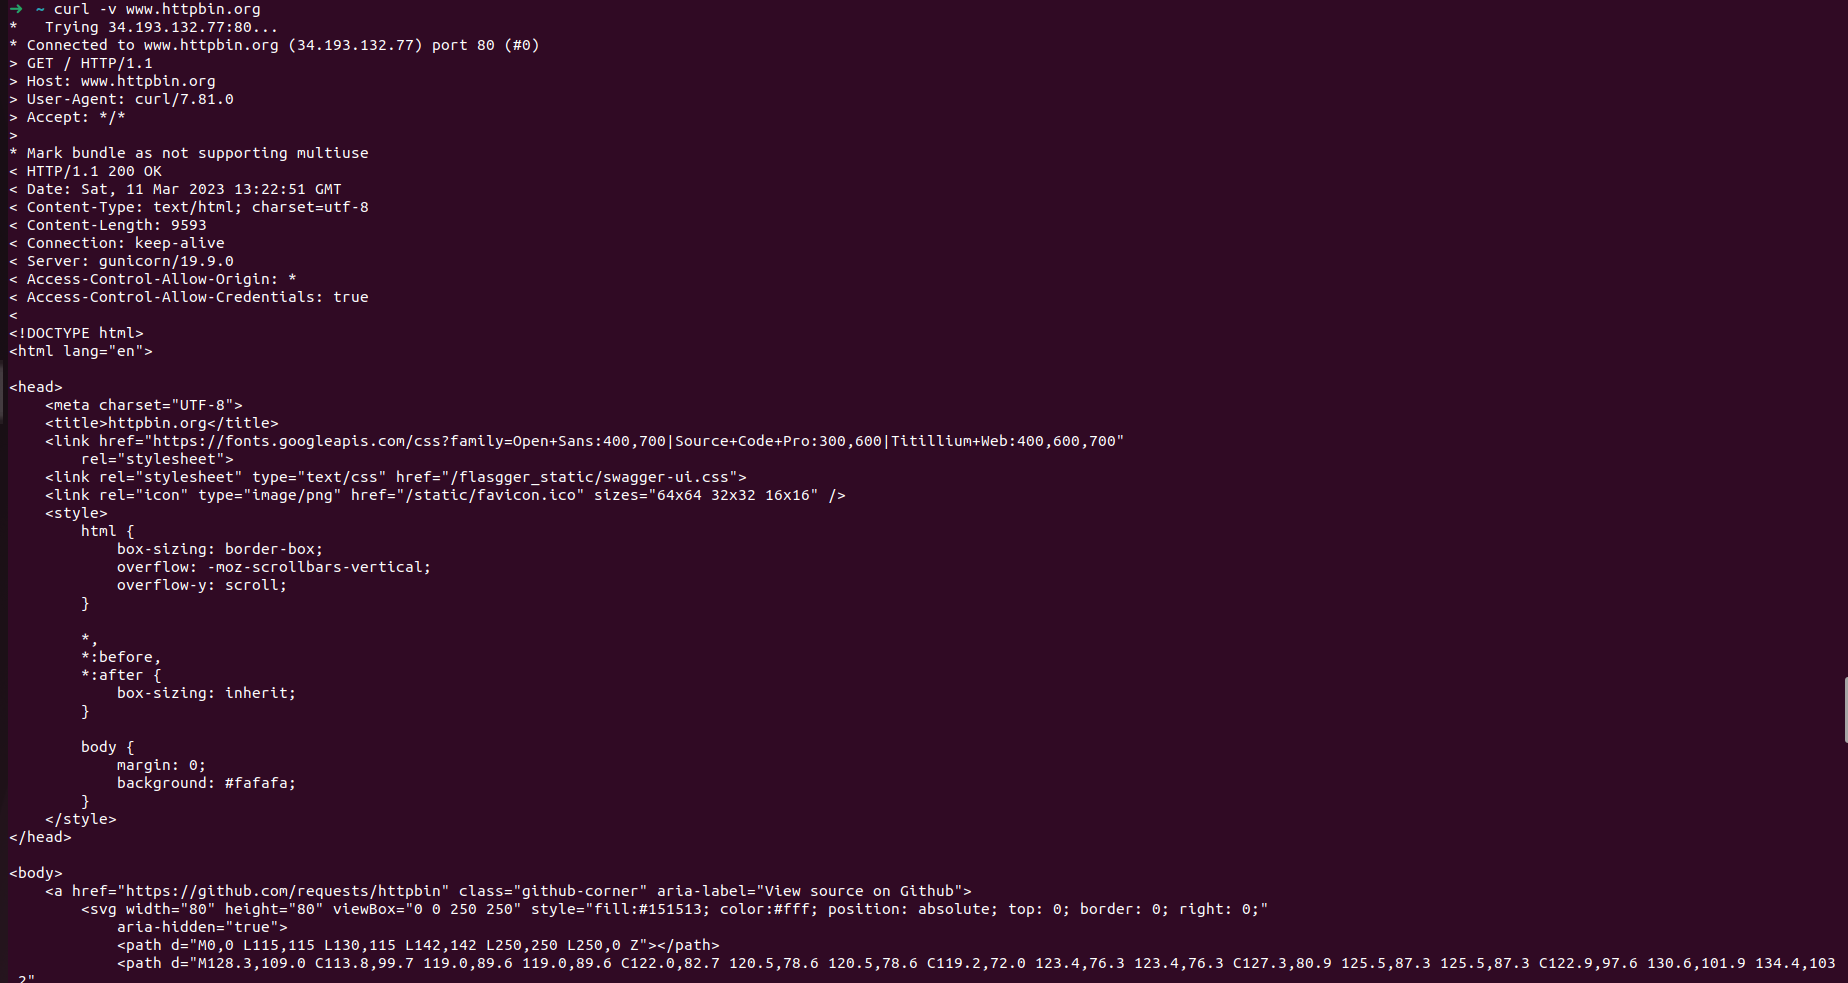 ➜  ~ curl -v www.httpbin.org
*   Trying 34.193.132.77:80...
* Connected to www.httpbin.org (34.193.132.77) port 80 (#0)
> GET / HTTP/1.1
> Host: www.httpbin.org
> User-Agent: curl/7.81.0
> Accept: */*
>
* Mark bundle as not supporting multiuse
< HTTP/1.1 200 OK
< Date: Sat, 11 Mar 2023 13:22:51 GMT
< Content-Type: text/html; charset=utf-8
< Content-Length: 9593
< Connection: keep-alive
< Server: gunicorn/19.9.0
< Access-Control-Allow-Origin: *
< Access-Control-Allow-Credentials: true
<
<!DOCTYPE html>
<html lang="en">

<head>
    <meta charset="UTF-8">
    <title>httpbin.org</title>
    <link href="https://fonts.googleapis.com/css?family=Open+Sans:400,700|Source+Code+Pro:300,600|Titillium+Web:400,600,700"
        rel="stylesheet">
    <link rel="stylesheet" type="text/css" href="/flasgger_static/swagger-ui.css">
    <link rel="icon" type="image/png" href="/static/favicon.ico" sizes="64x64 32x32 16x16" />
    <style>
        html {
            box-sizing: border-box;
            overflow: -moz-scrollbars-vertical;
            overflow-y: scroll;
        }

        *,
        *:before,
        *:after {
            box-sizing: inherit;
        }

        body {
            margin: 0;
            background: #fafafa;
        }
    </style>
</head>

<body>
    <a href="https://github.com/requests/httpbin" class="github-corner" aria-label="View source on Github">
        <svg width="80" height="80" viewBox="0 0 250 250" style="fill:#151513; color:#fff; position: absolute; top: 0; border: 0; right: 0;"
            aria-hidden="true">
            <path d="M0,0 L115,115 L130,115 L142,142 L250,250 L250,0 Z"></path>
            <path d="M128.3,109.0 C113.8,99.7 119.0,89.6 119.0,89.6 C122.0,82.7 120.5,78.6 120.5,78.6 C119.2,72.0 123.4,76.3 123.4,76.3 C127.3,80.9 125.5,87.3 125.5,87.3 C122.9,97.6 130.6,101.9 134.4,103
.2"